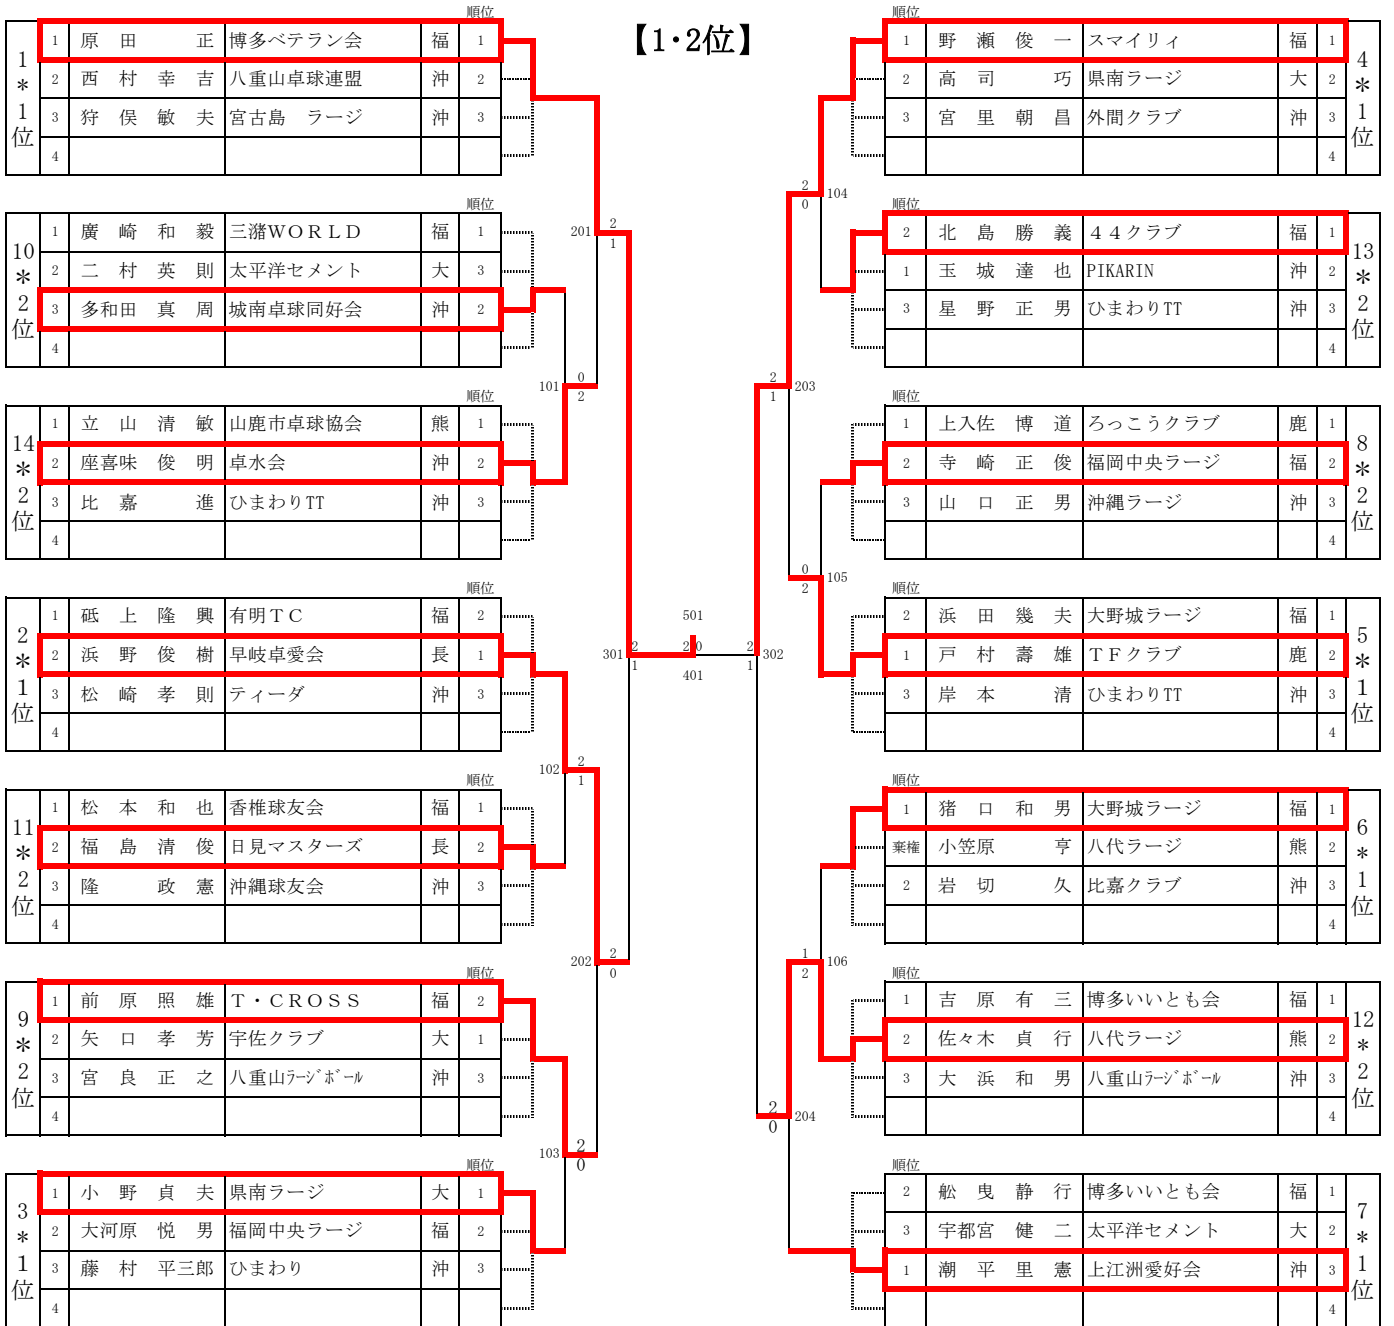 【1・2位】
順位
1＊1位
1 原田 正 博多ベテラン会 福 1
2 西村幸吉 八重山卓球連盟 沖 2
3 狩俣敏夫 宮古島 ラージ 沖 3
4
順位
10＊2位
1 廣崎和毅 三潴WORLD 福 1
2 二村英則 太平洋セメント 大 3
3 多和田真周 城南卓球同好会 沖 2
4
順位
14＊2位
1 立山清敏 山鹿市卓球協会 熊 1
2 座喜味俊明 卓水会 沖 2
3 比嘉 進 ひまわりTT 沖 3
4
順位
2＊1位
1 砥上隆興 有明TC 福 2
2 浜野俊樹 早岐卓愛会 長 1
3 松崎孝則 ティーダ 沖 3
4
順位
11＊2位
1 松本和也 香椎球友会 福 1
2 福島清俊 日見マスターズ 長 2
3 隆 政憲 沖縄球友会 沖 3
4
順位
9＊2位
1 前原照雄 T・CROSS 福 2
2 矢口孝芳 宇佐クラブ 大 1
3 宮良正之 八重山ﾗｰｼﾞﾎﾞｰﾙ 沖 3
4
順位
3＊1位
1 小野貞夫 県南ラージ 大 1
2 大河原悦男 福岡中央ラージ 福 2
3 藤村平三郎 ひまわり 沖 3
4
201 2 1
101 0 2
102 2 1
202 2 0
103 2 0
301 2 1
501
2 0
401
2 1 302
2 0 104
2 1 203
0 2 105
1 2 106
2 0 204
順位
1 野瀬俊一 スマイリィ 福 1
2 高司 巧 県南ラージ 大 2
3 宮里朝昌 外間クラブ 沖 3
4
4＊1位
順位
2 北島勝義 44クラブ 福 1
1 玉城達也 PIKARIN 沖 2
3 星野正男 ひまわりTT 沖 3
4
13＊2位
順位
1 上入佐博道 ろっこうクラブ 鹿 1
2 寺崎正俊 福岡中央ラージ 福 2
3 山口正男 沖縄ラージ 沖 3
4
8＊2位
順位
2 浜田幾夫 大野城ラージ 福 1
1 戸村壽雄 TFクラブ 鹿 2
3 岸本 清 ひまわりTT 沖 3
4
5＊1位
順位
1 猪口和男 大野城ラージ 福 1
棄権 小笠原 亨 八代ラージ 熊 2
2 岩切 久 比嘉クラブ 沖 3
4
6＊1位
順位
1 吉原有三 博多いいとも会 福 1
2 佐々木貞行 八代ラージ 熊 2
3 大浜和男 八重山ﾗｰｼﾞﾎﾞｰﾙ 沖 3
4
12＊2位
順位
2 舩曳静行 博多いいとも会 福 1
3 宇都宮健二 太平洋セメント 大 2
1 潮平里憲 上江洲愛好会 沖 3
4
7＊1位